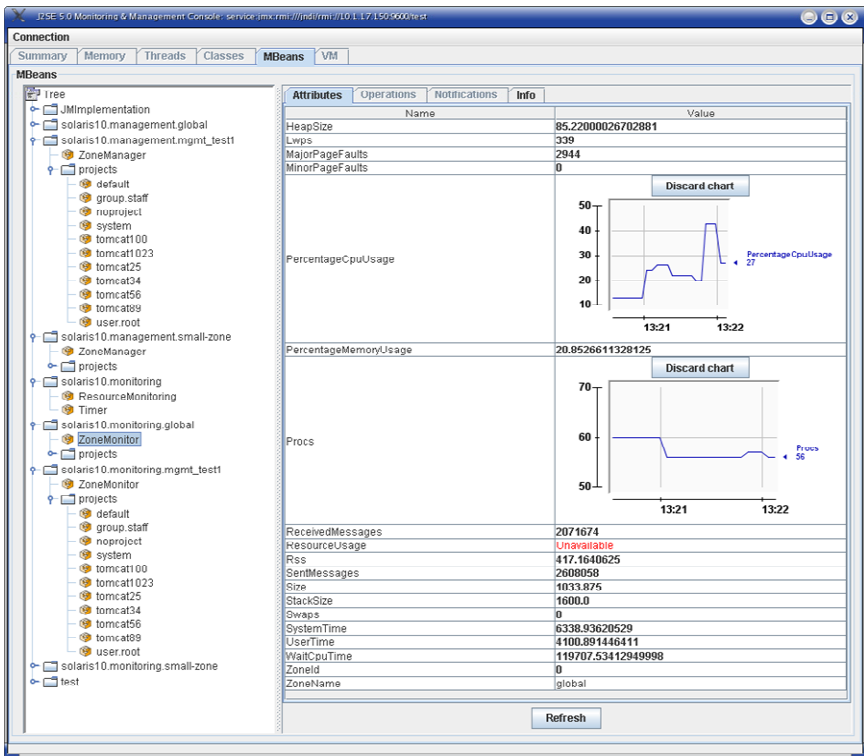 J2SE 5.0 Monitoring & Management Console: service:jmx:rmi:///jndi/rmi://10.1.17.150:9600/test
Connection
Summary Memory Threads Classes MBeans VM
MBeans
Tree
JMImplementation
solaris10.management.global
solaris10.management.mgmt_test1
ZoneManager
projects
default
group.staff
noproject
system
tomcat100
tomcat1023
tomcat25
tomcat34
tomcat56
tomcat89
user.root
solaris10.management.small-zone
ZoneManager
projects
solaris10.monitoring
ResourceMonitoring
Timer
solaris10.monitoring.global
ZoneMonitor
projects
solaris10.monitoring.mgmt_test1
ZoneMonitor
projects
default
group.staff
noproject
system
tomcat100
tomcat1023
tomcat25
tomcat34
tomcat56
tomcat89
user.root
solaris10.monitoring.small-zone
test
Attributes Operations Notifications Info
Name Value
HeapSize 85.22000026702881
Lwps 339
MajorPageFaults 2944
MinorPageFaults 0
PercentageCpuUsage
Discard chart
50
40
30
20
10
13:21 13:22
PercentageCpuUsage
27
PercentageMemoryUsage 20.8526611328125
Procs
Discard chart
70
60
50
13:21 13:22
Procs
56
ReceivedMessages 2071674
ResourceUsage Unavailable
Rss 417.1640625
SentMessages 2608058
Size 1033.875
StackSize 1600.0
Swaps 0
SystemTime 6338.93620529
UserTime 4100.891446411
WaitCpuTime 119707.53412949998
ZoneId 0
ZoneName global
Refresh